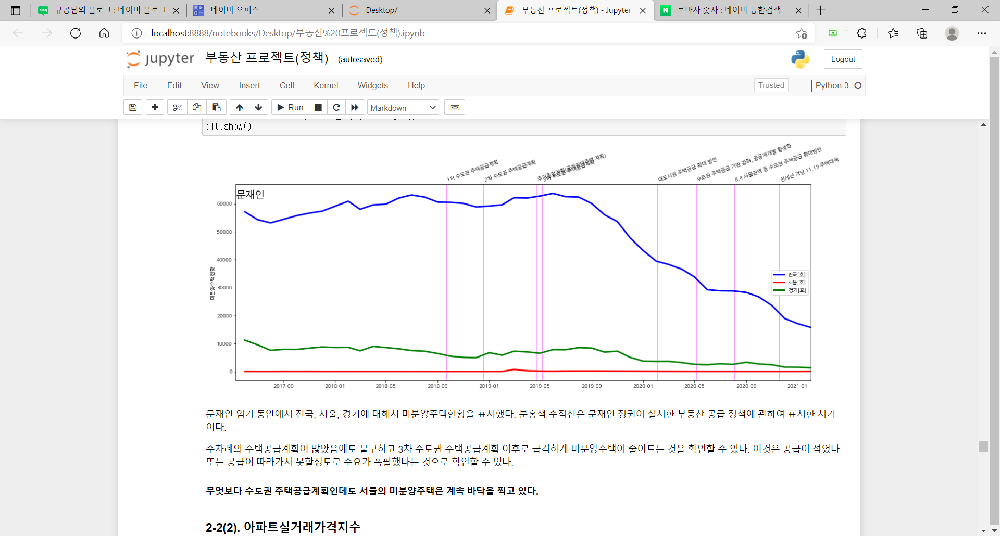 규공님의 블로그 : 네이버 블로그
네이버 오피스
Desktop/
부동산 프로젝트(정책) - Jupyter
로마자 숫자 : 네이버 통합검색
localhost:8888/notebooks/Desktop/부동산%20프로젝트(정책).ipynb
jupyter 부동산 프로젝트(정책) (autosaved)
Logout
File Edit View Insert Cell Kernel Widgets Help
Trusted
Python 3
Run
Markdown
plt.show()
1차 수도권 주택공급계획
2차 수도권 주택공급계획
3차 수도권 주택공급계획
대도시권 주택공급 확대 방안
수도권 주택공급 기반 강화, 공공재개발 활성화
8.4 서울권역 등 수도권 주택공급 확대방안
전세난 겨냥 11.19 주택대책
문재인
60000
50000
40000
30000
20000
10000
0
미분양주택현황
전국[호]
서울[호]
경기[호]
2017-09 2018-01 2018-05 2018-09 2019-01 2019-05 2019-09 2020-01 2020-05 2020-09 2021-01
문재인 임기 동안에서 전국, 서울, 경기에 대해서 미분양주택현황을 표시했다. 분홍색 수직선은 문재인 정권이 실시한 부동산 공급 정책에 관하여 표시한 시기
이다.
수차례의 주택공급계획이 많았음에도 불구하고 3차 수도권 주택공급계획 이후로 급격하게 미분양주택이 줄어드는 것을 확인할 수 있다. 이것은 공급이 적었다
또는 공급이 따라가지 못할정도로 수요가 폭팔했다는 것으로 확인할 수 있다.
무엇보다 수도권 주택공급계획인데도 서울의 미분양주택은 계속 바닥을 찍고 있다.
2-2(2). 아파트실거래가격지수